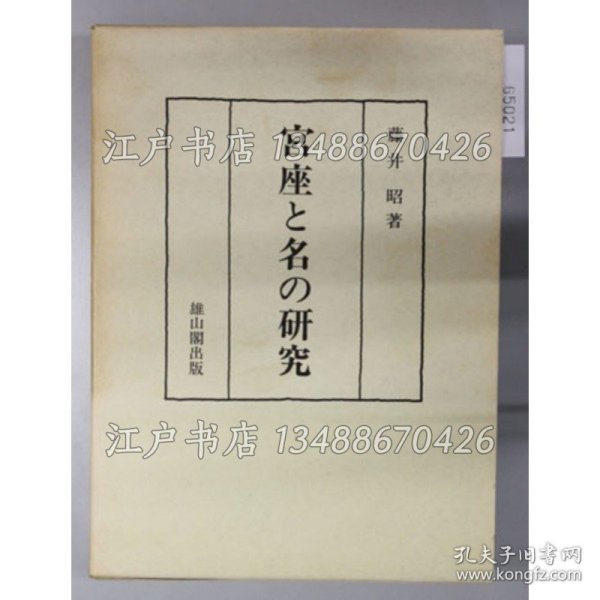 藤井 昭 著
宮座と名の研究
雄山閣出版
65021
江户书店 13488670426
江户书店 13488670426
孔夫子旧书网
www.kongfz.com